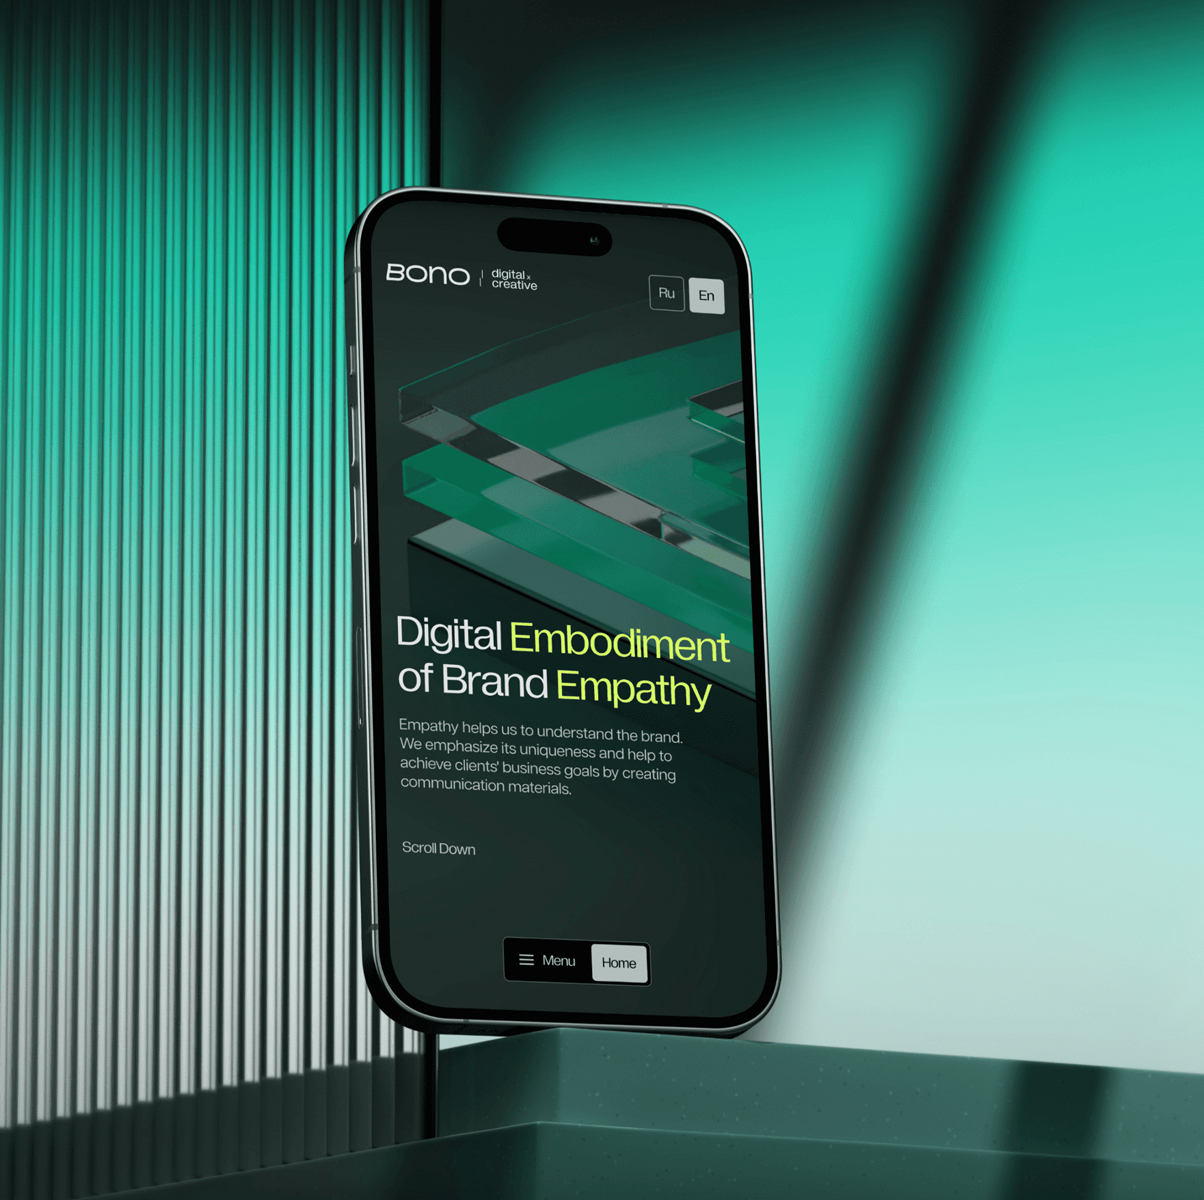 BONO
digital x
creative
Ru
En
Digital Embodiment
of Brand Empathy
Empathy helps us to understand the brand.
We emphasize its uniqueness and help to
achieve clients' business goals by creating
communication materials.
Scroll Down
Menu
Home